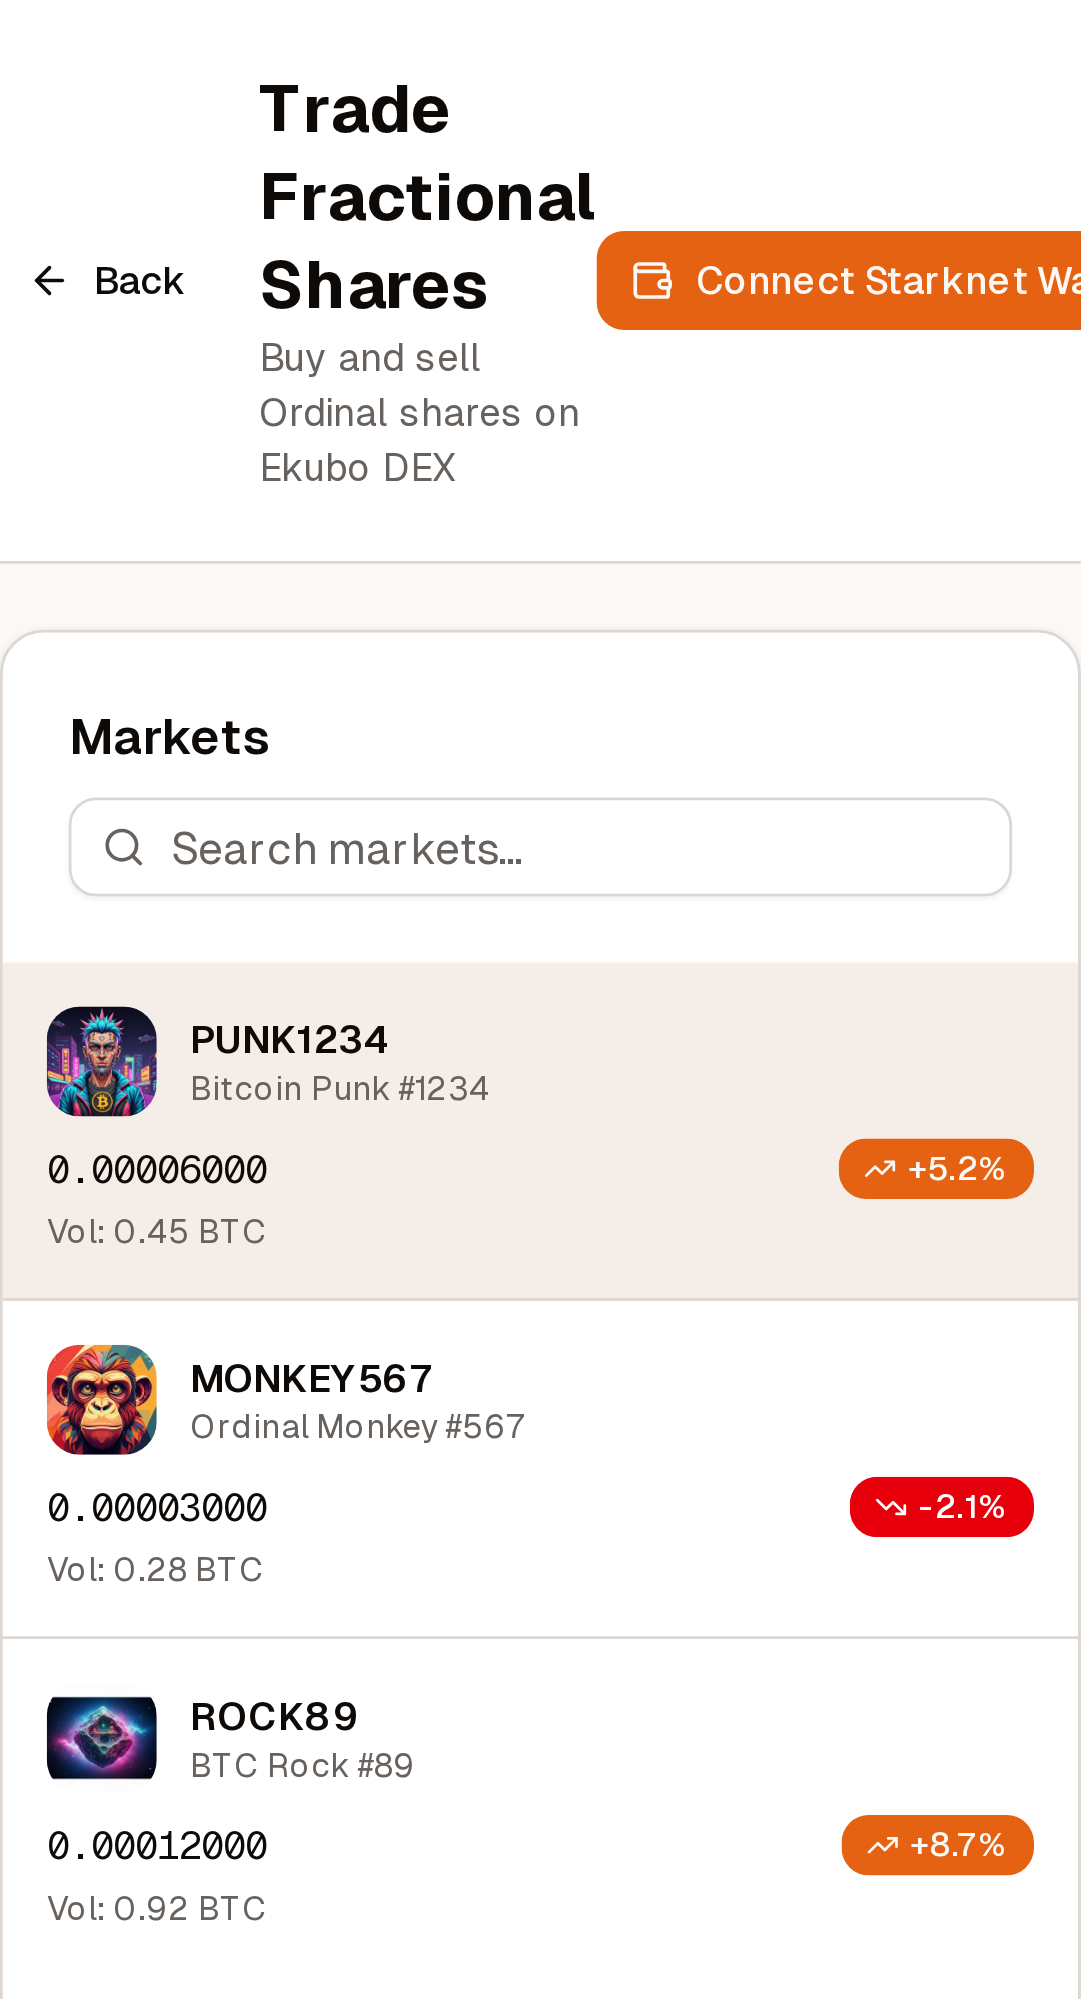 Trade
Fractional
Shares
Back
Connect Starknet Wa
Buy and sell
Ordinal shares on
Ekubo DEX
Markets
Search markets...
PUNK1234
Bitcoin Punk #1234
0.00006000
+5.2%
Vol: 0.45 BTC
MONKEY567
Ordinal Monkey #567
0.00003000
-2.1%
Vol: 0.28 BTC
ROCK89
BTC Rock #89
0.00012000
+8.7%
Vol: 0.92 BTC